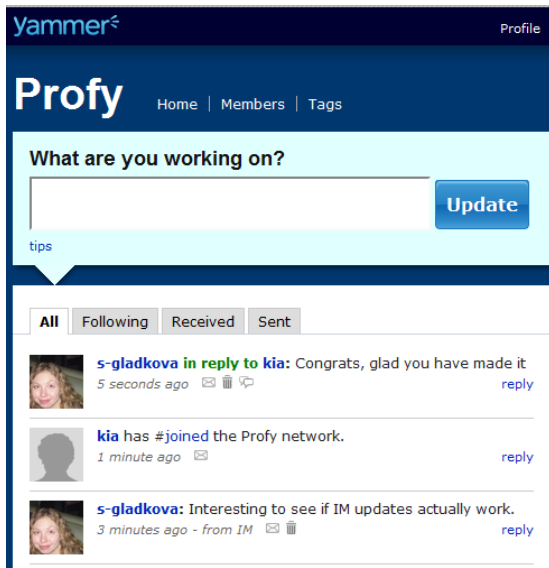 Yammer
Profile
Profy
Home | Members | Tags
What are you working on?
Update
tips
All Following Received Sent
s-gladkova in reply to kia: Congrats, glad you have made it
5 seconds ago
reply
kia has #joined the Profy network.
1 minute ago
reply
s-gladkova: Interesting to see if IM updates actually work.
3 minutes ago - from IM
reply